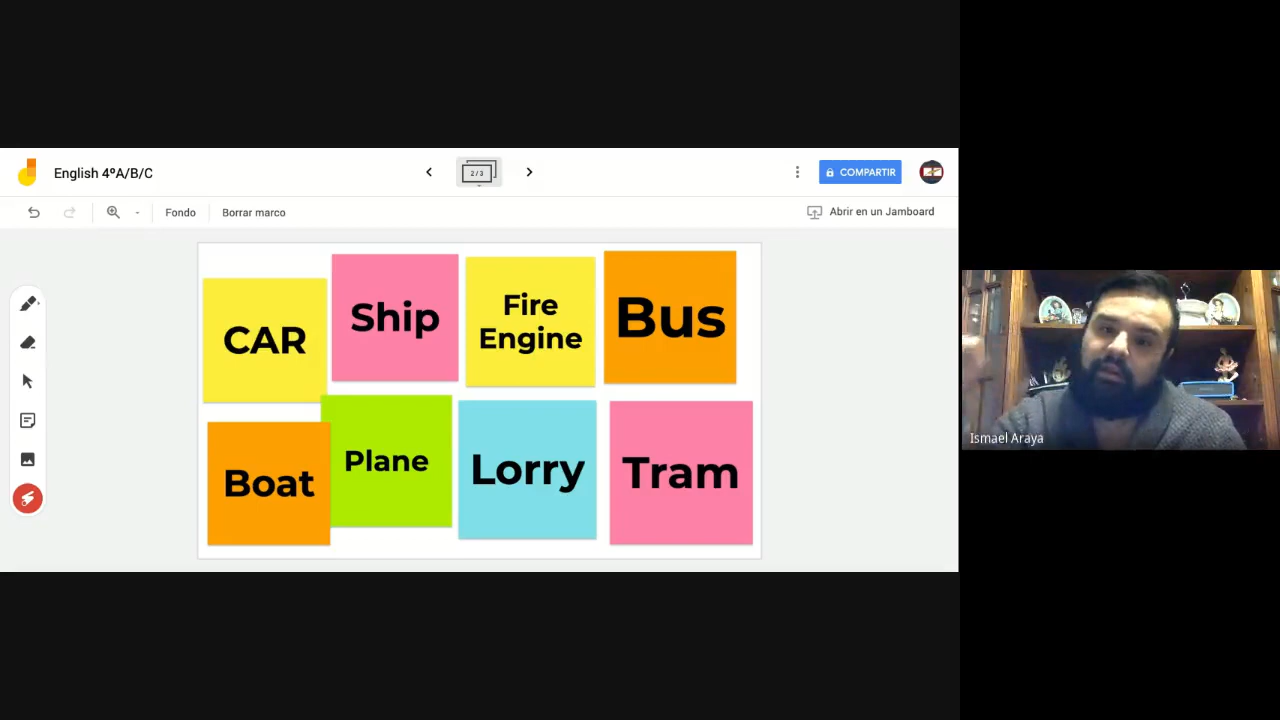 English 4ºA/B/C
2/3
COMPARTIR
Fondo
Borrar marco
Abrir en un Jamboard
CAR
Ship
Fire
Engine
Bus
Boat
Plane
Lorry
Tram
Ismael Araya